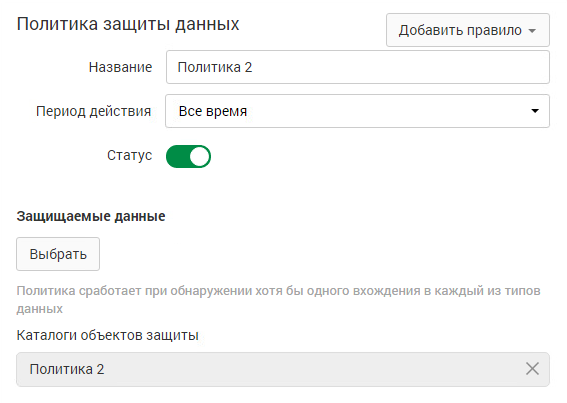 Политика защиты данных
Добавить правило
Название
Политика 2
Период действия
Все время
Статус
Защищаемые данные
Выбрать
Политика сработает при обнаружении хотя бы одного вхождения в каждый из типов
данных
Каталоги объектов защиты
Политика 2